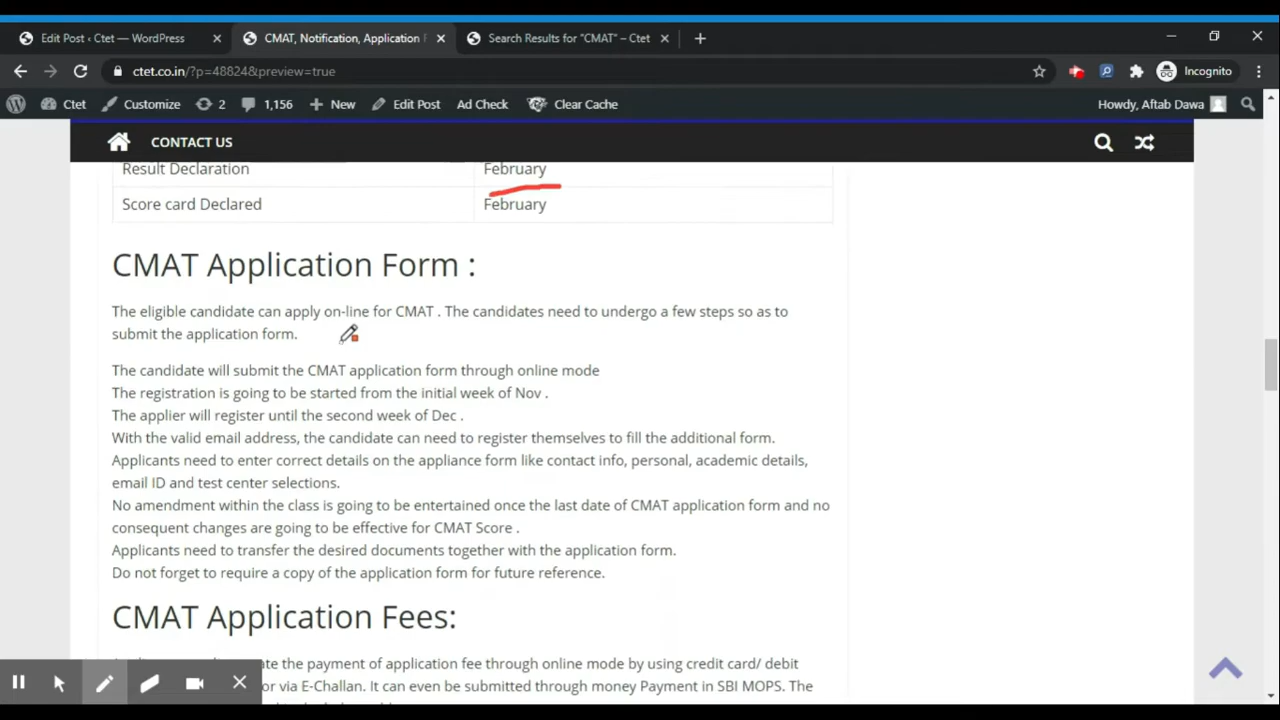 Edit Post ‹ Ctet — WordPress
CMAT, Notification, Application
Search Results for "CMAT" – Ctet
ctet.co.in/?p=48824&preview=true
Incognito
Ctet Customize 2 1,156 New Edit Post Ad Check Clear Cache Howdy, Aftab Dawa
CONTACT US
Result Declaration February
Score card Declared February
CMAT Application Form :
The eligible candidate can apply on-line for CMAT . The candidates need to undergo a few steps so as to
submit the application form.
The candidate will submit the CMAT application form through online mode
The registration is going to be started from the initial week of Nov .
The applier will register until the second week of Dec .
With the valid email address, the candidate can need to register themselves to fill the additional form.
Applicants need to enter correct details on the appliance form like contact info, personal, academic details,
email ID and test center selections.
No amendment within the class is going to be entertained once the last date of CMAT application form and no
consequent changes are going to be effective for CMAT Score .
Applicants need to transfer the desired documents together with the application form.
Do not forget to require a copy of the application form for future reference.
CMAT Application Fees:
the payment of application fee through online mode by using credit card/ debit
or via E-Challan. It can even be submitted through money Payment in SBI MOPS. The